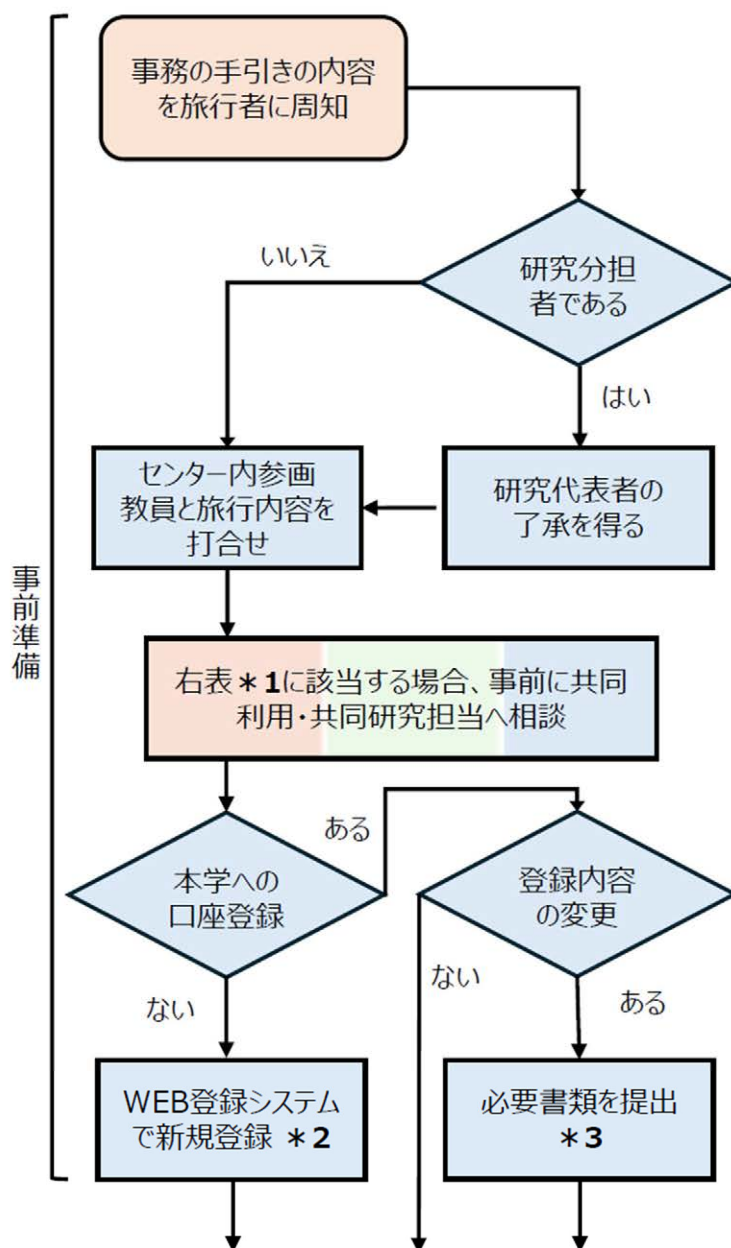 事務の手引きの内容
を旅行者に周知
いいえ
研究分担
者である
はい
センター内参画
教員と旅行内容を
打合せ
研究代表者の
了承を得る
事前準備
右表＊1に該当する場合、事前に共同
利用・共同研究担当へ相談
ある
本学への
口座登録
登録内容
の変更
ない
ない
ある
WEB登録システム
で新規登録 ＊2
必要書類を提出
＊3